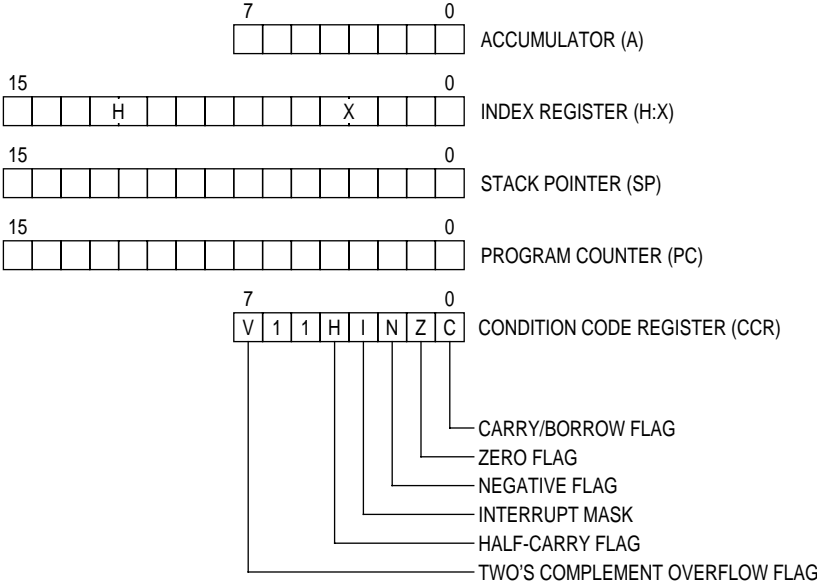 7 0
ACCUMULATOR (A)
15 0
H X INDEX REGISTER (H:X)
15 0
STACK POINTER (SP)
15 0
PROGRAM COUNTER (PC)
7 0
V 1 1 H I N Z C CONDITION CODE REGISTER (CCR)
CARRY/BORROW FLAG
ZERO FLAG
NEGATIVE FLAG
INTERRUPT MASK
HALF-CARRY FLAG
TWO'S COMPLEMENT OVERFLOW FLAG